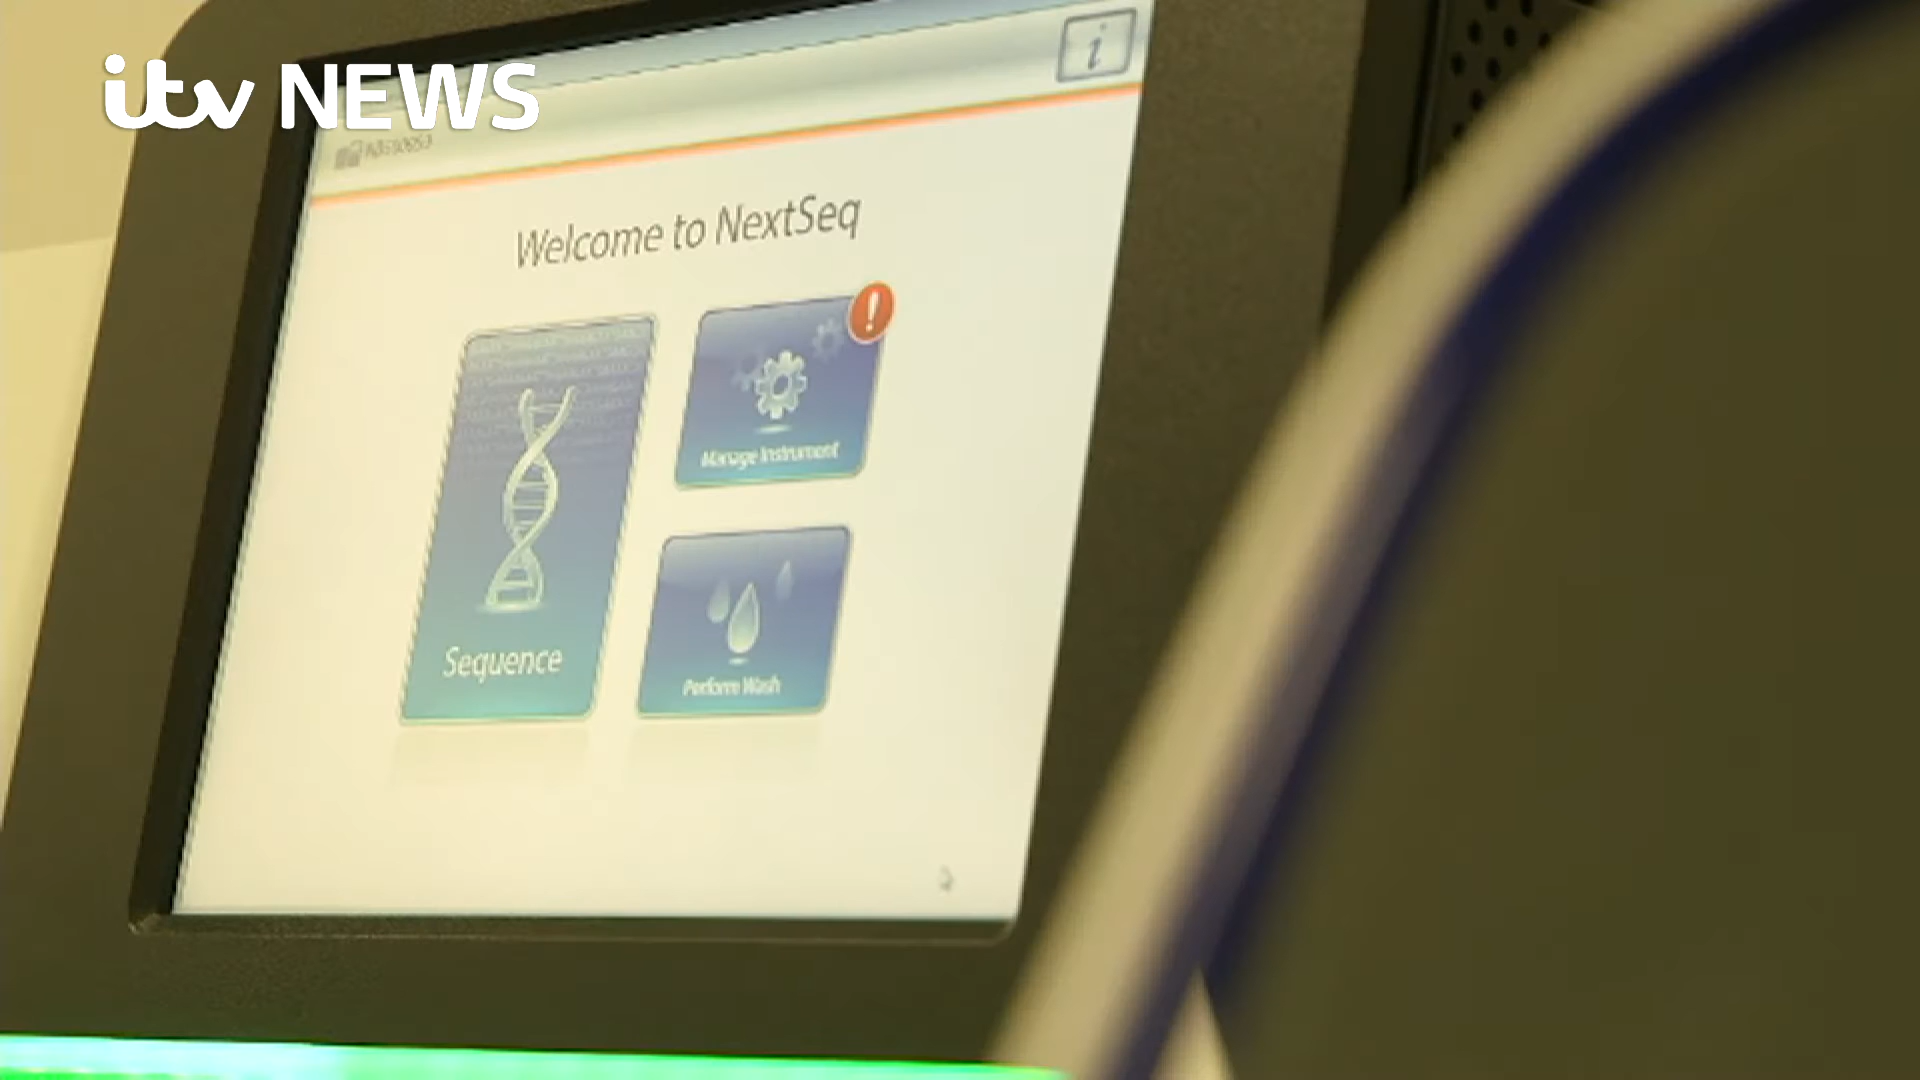 itv NEWS
i
Welcome to NextSeq
!
Manage Instrument
Sequence
Perform Wash